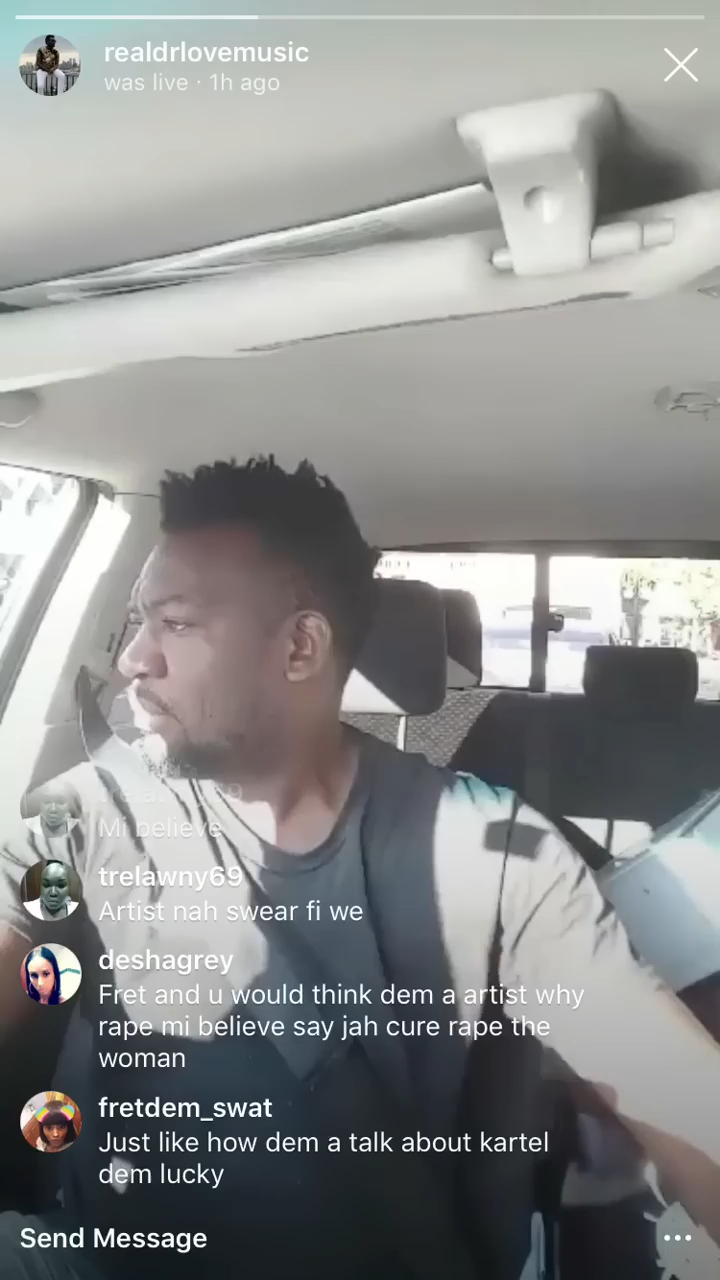 realdrlovemusic
was live · 1h ago
trelawny69
Mi believe
trelawny69
Artist nah swear fi we
deshagrey
Fret and u would think dem a artist why
rape mi believe say jah cure rape the
woman
fretdem_swat
Just like how dem a talk about kartel
dem lucky
Send Message